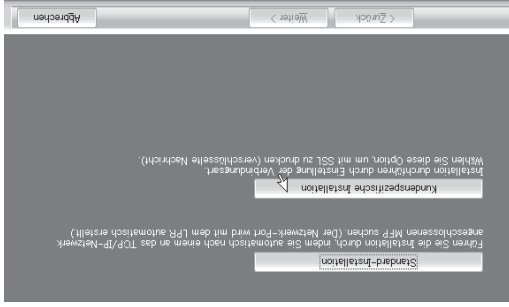 Standard-Installation
Führen Sie die Installation durch, indem Sie automatisch nach einem an das TCP/IP-Netzwerk
angeschlossenen MFP suchen. (Der Netzwerk-Port wird mit dem LPR automatisch erstellt)
Kundenspezifische Installation
Installation durchführen durch Einstellung der Verbindungsart.
Wählen Sie diese Option, um mit SSL zu drucken (verschlüsselte Nachricht).
< Zurück
Weiter >
Abbrechen